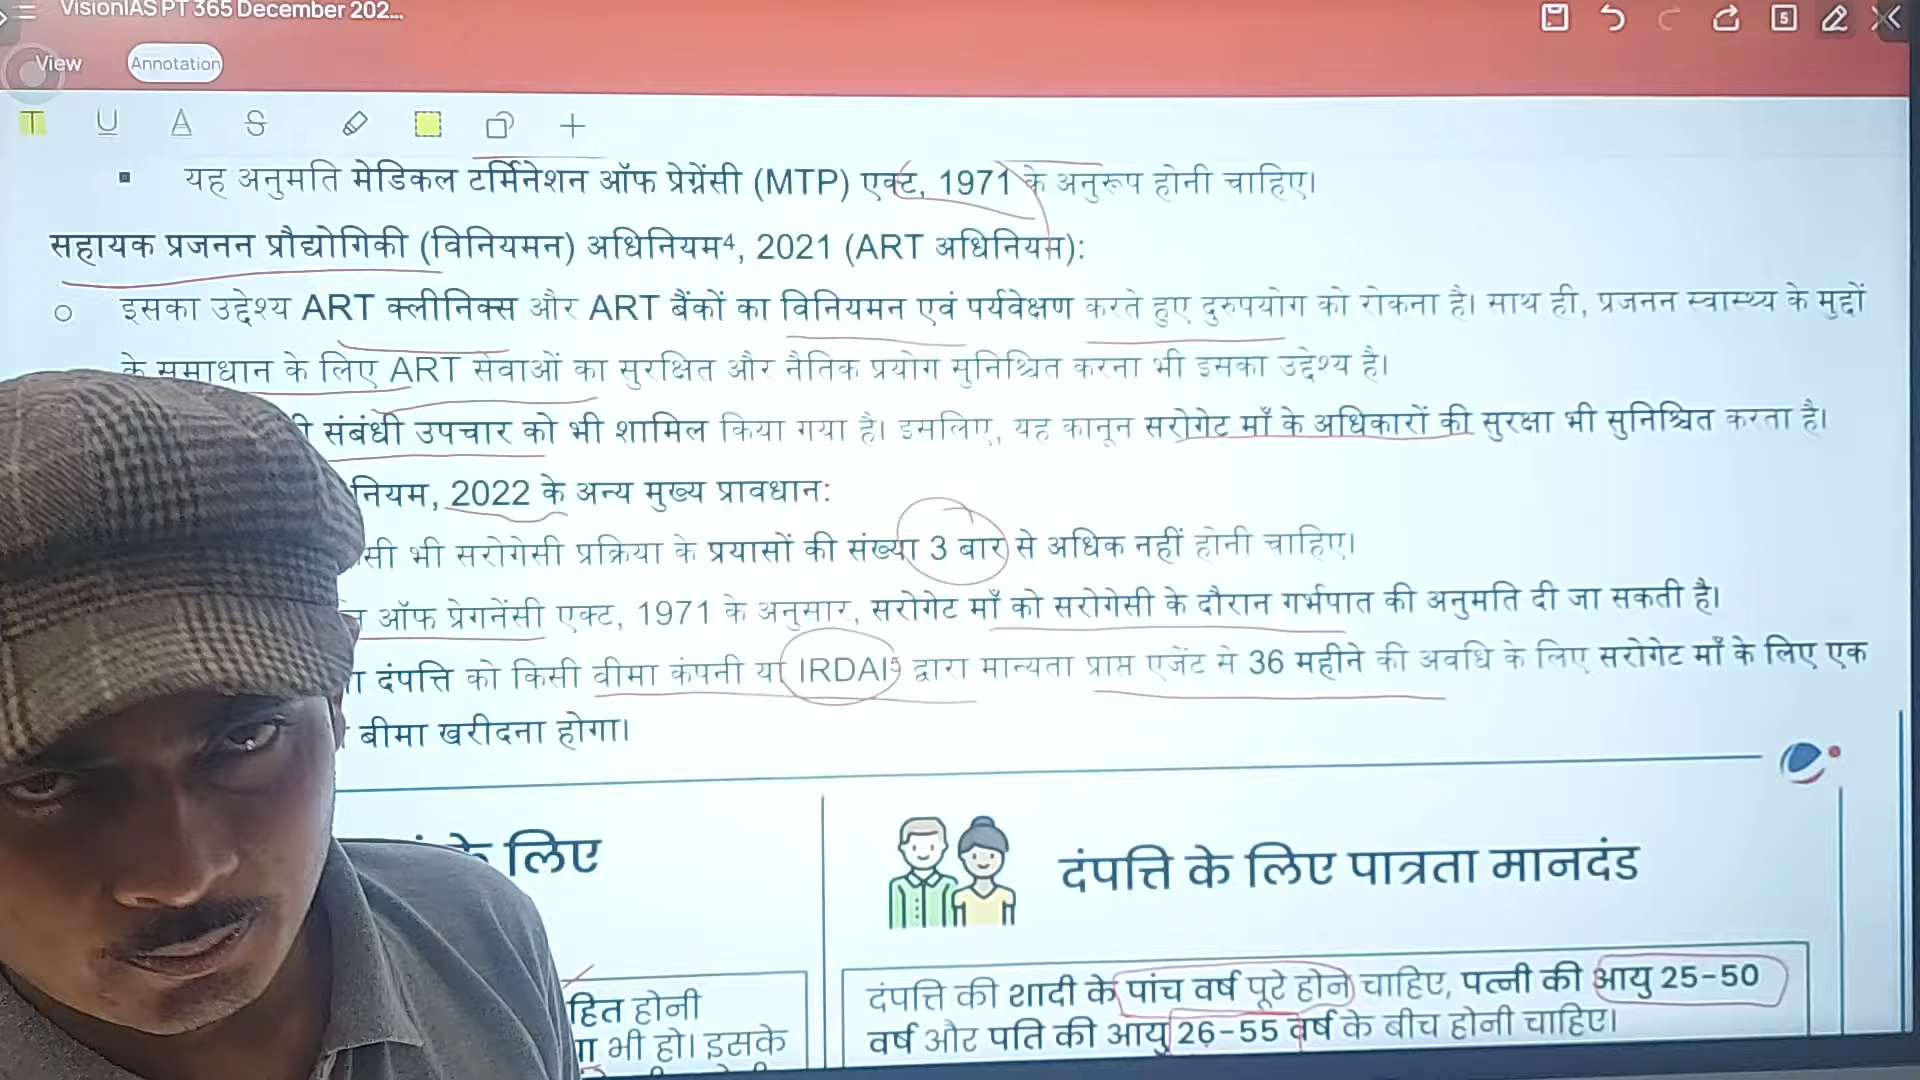 VisionIAS PT 365 December 202...
View
Annotation
5
T U A S
यह अनुमति मेडिकल टर्मिनेशन ऑफ प्रेग्नेंसी (MTP) एक्ट, 1971 के अनुरूप होनी चाहिए।
सहायक प्रजनन प्रौद्योगिकी (विनियमन) अधिनियम⁴, 2021 (ART अधिनियम):
इसका उद्देश्य ART क्लीनिक्स और ART बैंकों का विनियमन एवं पर्यवेक्षण करते हुए दुरुपयोग को रोकना है। साथ ही, प्रजनन स्वास्थ्य के मुद्दों
के समाधान के लिए ART सेवाओं का सुरक्षित और नैतिक प्रयोग सुनिश्चित करना भी इसका उद्देश्य है।
संबंधी उपचार को भी शामिल किया गया है। इसलिए, यह कानून सरोगेट माँ के अधिकारों की सुरक्षा भी सुनिश्चित करता है।
नियम, 2022 के अन्य मुख्य प्रावधान:
सी भी सरोगेसी प्रक्रिया के प्रयासों की संख्या 3 बार से अधिक नहीं होनी चाहिए।
ऑफ प्रेगनेंसी एक्ट, 1971 के अनुसार, सरोगेट माँ को सरोगेसी के दौरान गर्भपात की अनुमति दी जा सकती है।
दंपत्ति को किसी बीमा कंपनी या IRDAI⁵ द्वारा मान्यता प्राप्त एजेंट से 36 महीने की अवधि के लिए सरोगेट माँ के लिए एक
बीमा खरीदना होगा।
के लिए
दंपत्ति के लिए पात्रता मानदंड
हित होनी
भी हो। इसके
दंपत्ति की शादी के पांच वर्ष पूरे होने चाहिए, पत्नी की आयु 25-50
वर्ष और पति की आयु 26-55 वर्ष के बीच होनी चाहिए।